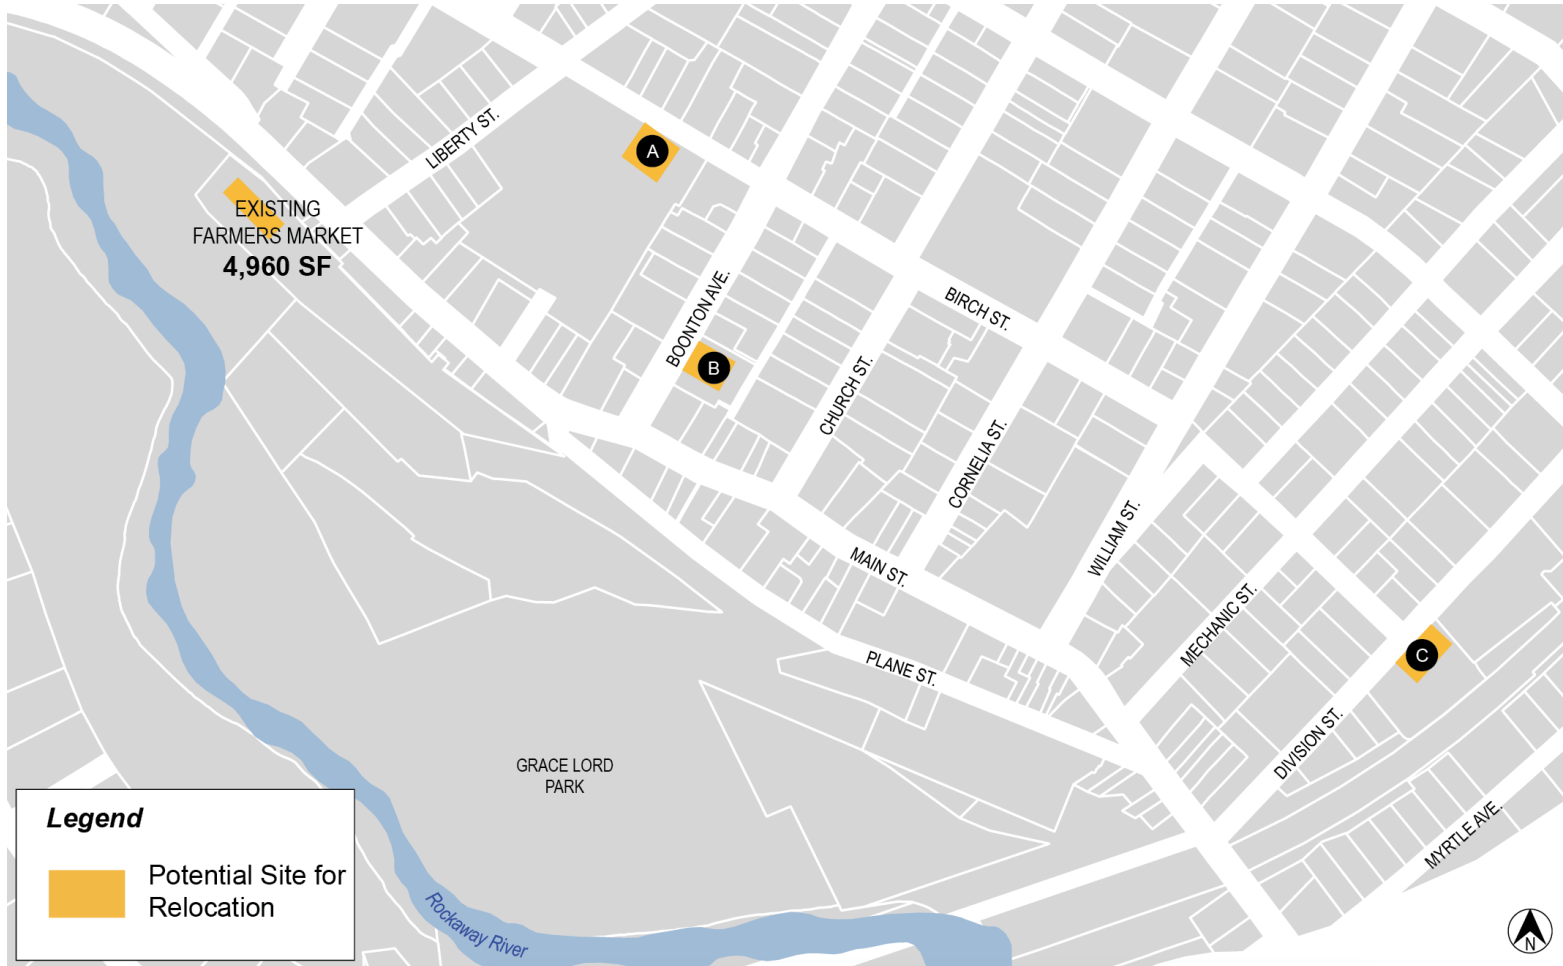 LIBERTY ST.
A
EXISTING
FARMERS MARKET
4,960 SF
BOONTON AVE.
B
BIRCH ST.
CHURCH ST.
CORNELIA ST.
WILLIAM ST.
MAIN ST.
MECHANIC ST.
C
PLANE ST.
DIVISION ST.
GRACE LORD
PARK
MYRTLE AVE.
Legend
Potential Site for
Relocation
Rockaway River
N